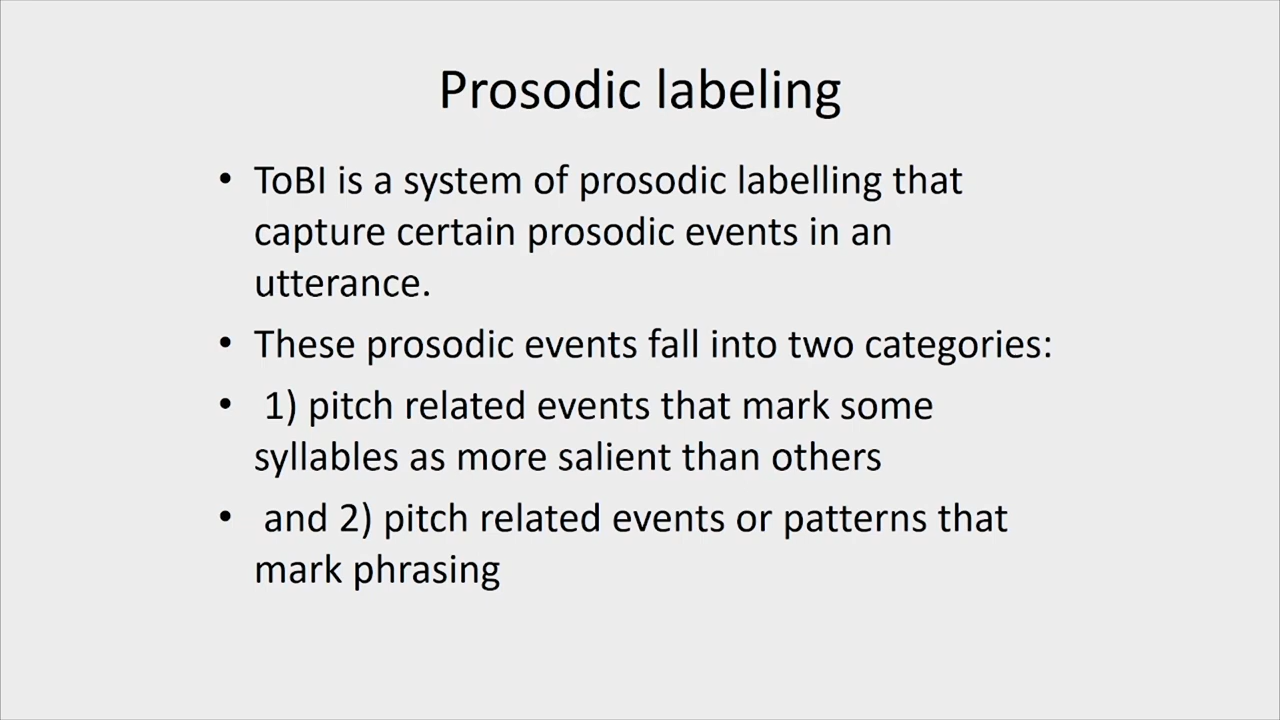 Prosodic labeling
• ToBI is a system of prosodic labelling that
capture certain prosodic events in an
utterance.
• These prosodic events fall into two categories:
• 1) pitch related events that mark some
syllables as more salient than others
• and 2) pitch related events or patterns that
mark phrasing